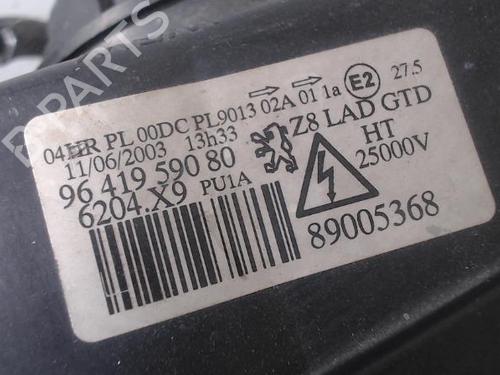 B-PARTS
04HR PL 00DC PL9013 02A 01 1a E2 27.5
11/06/2003 13h33
96 419 590 80
6204.X9 PU1A
Z8 LAD GTD
HT
25000V
89005368